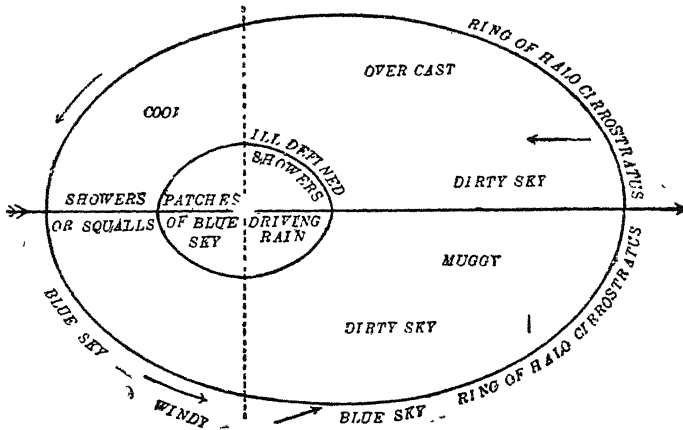 RING OF HALO CIRROSTRATUS
OVER CAST
COOL
ILL DEFINED
SHOWERS
DIRTY SKY
SHOWERS
OR SQUALLS
PATCHES
OF BLUE
SKY
DRIVING
RAIN
MUGGY
DIRTY SKY
BLUE SKY
WINDY
BLUE SKY
RING OF HALO CIRROSTRATUS